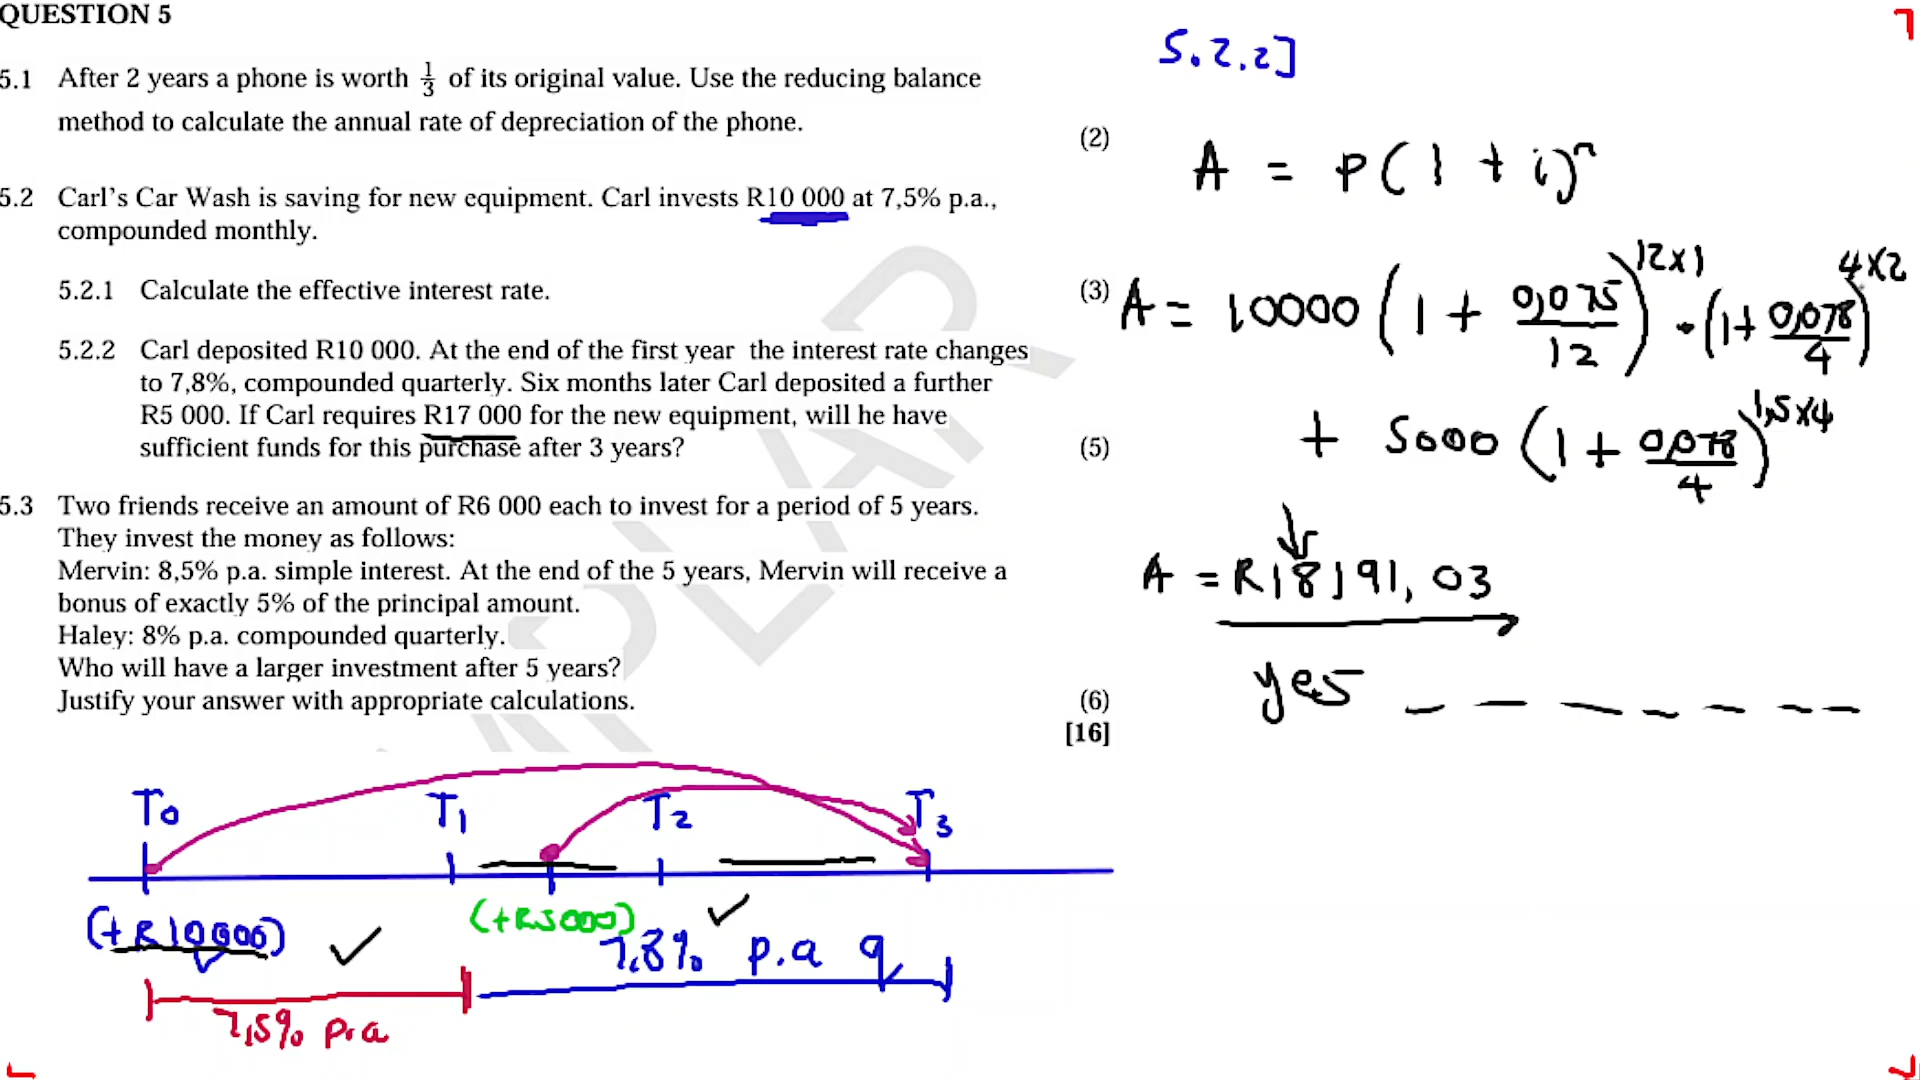 QUESTION 5
5.1 After 2 years a phone is worth 1/3 of its original value. Use the reducing balance
method to calculate the annual rate of depreciation of the phone.
(2)
5.2 Carl's Car Wash is saving for new equipment. Carl invests R10 000 at 7,5% p.a.,
compounded monthly.
5.2.1 Calculate the effective interest rate.
(3)
5.2.2 Carl deposited R10 000. At the end of the first year the interest rate changes
to 7,8%, compounded quarterly. Six months later Carl deposited a further
R5 000. If Carl requires R17 000 for the new equipment, will he have
sufficient funds for this purchase after 3 years?
(5)
5.3 Two friends receive an amount of R6 000 each to invest for a period of 5 years.
They invest the money as follows:
Mervin: 8,5% p.a. simple interest. At the end of the 5 years, Mervin will receive a
bonus of exactly 5% of the principal amount.
Haley: 8% p.a. compounded quarterly.
Who will have a larger investment after 5 years?
Justify your answer with appropriate calculations.
(6)
[16]
5.2.2]
A = P(1 + i)^n
A = 10000 (1 + 0,075/12)^12×1 · (1 + 0,078/4)^4×2
+ 5000 (1 + 0,078/4)^1,5×4
A = R18191,03
yes
T0 T1 T2 T3
(+R10000) (+R5000)
7,8% p.a q
7,5% p.a